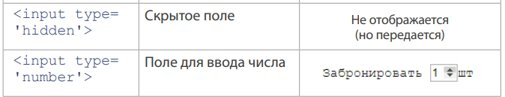 <input type=
'hidden'>
Скрытое поле
Не отображается
(но передается)
<input type=
'number'>
Поле для ввода числа
Забронировать 1 шт